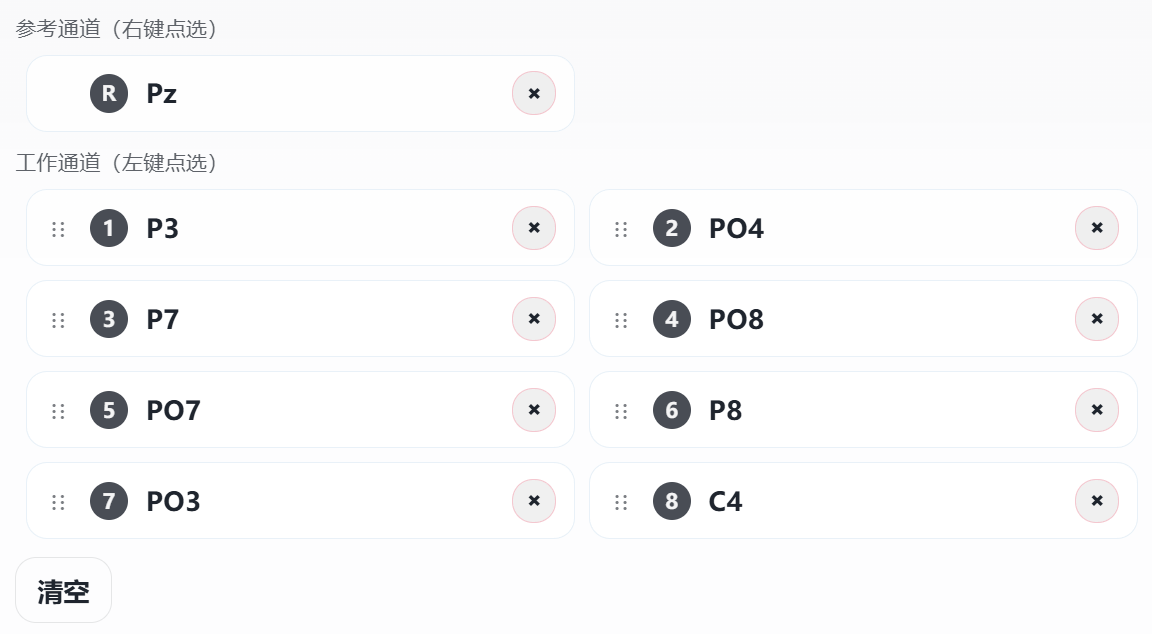 参考通道（右键点选）
R Pz ×
工作通道（左键点选）
1 P3 × 2 PO4 ×
3 P7 × 4 PO8 ×
5 PO7 × 6 P8 ×
7 PO3 × 8 C4 ×
清空